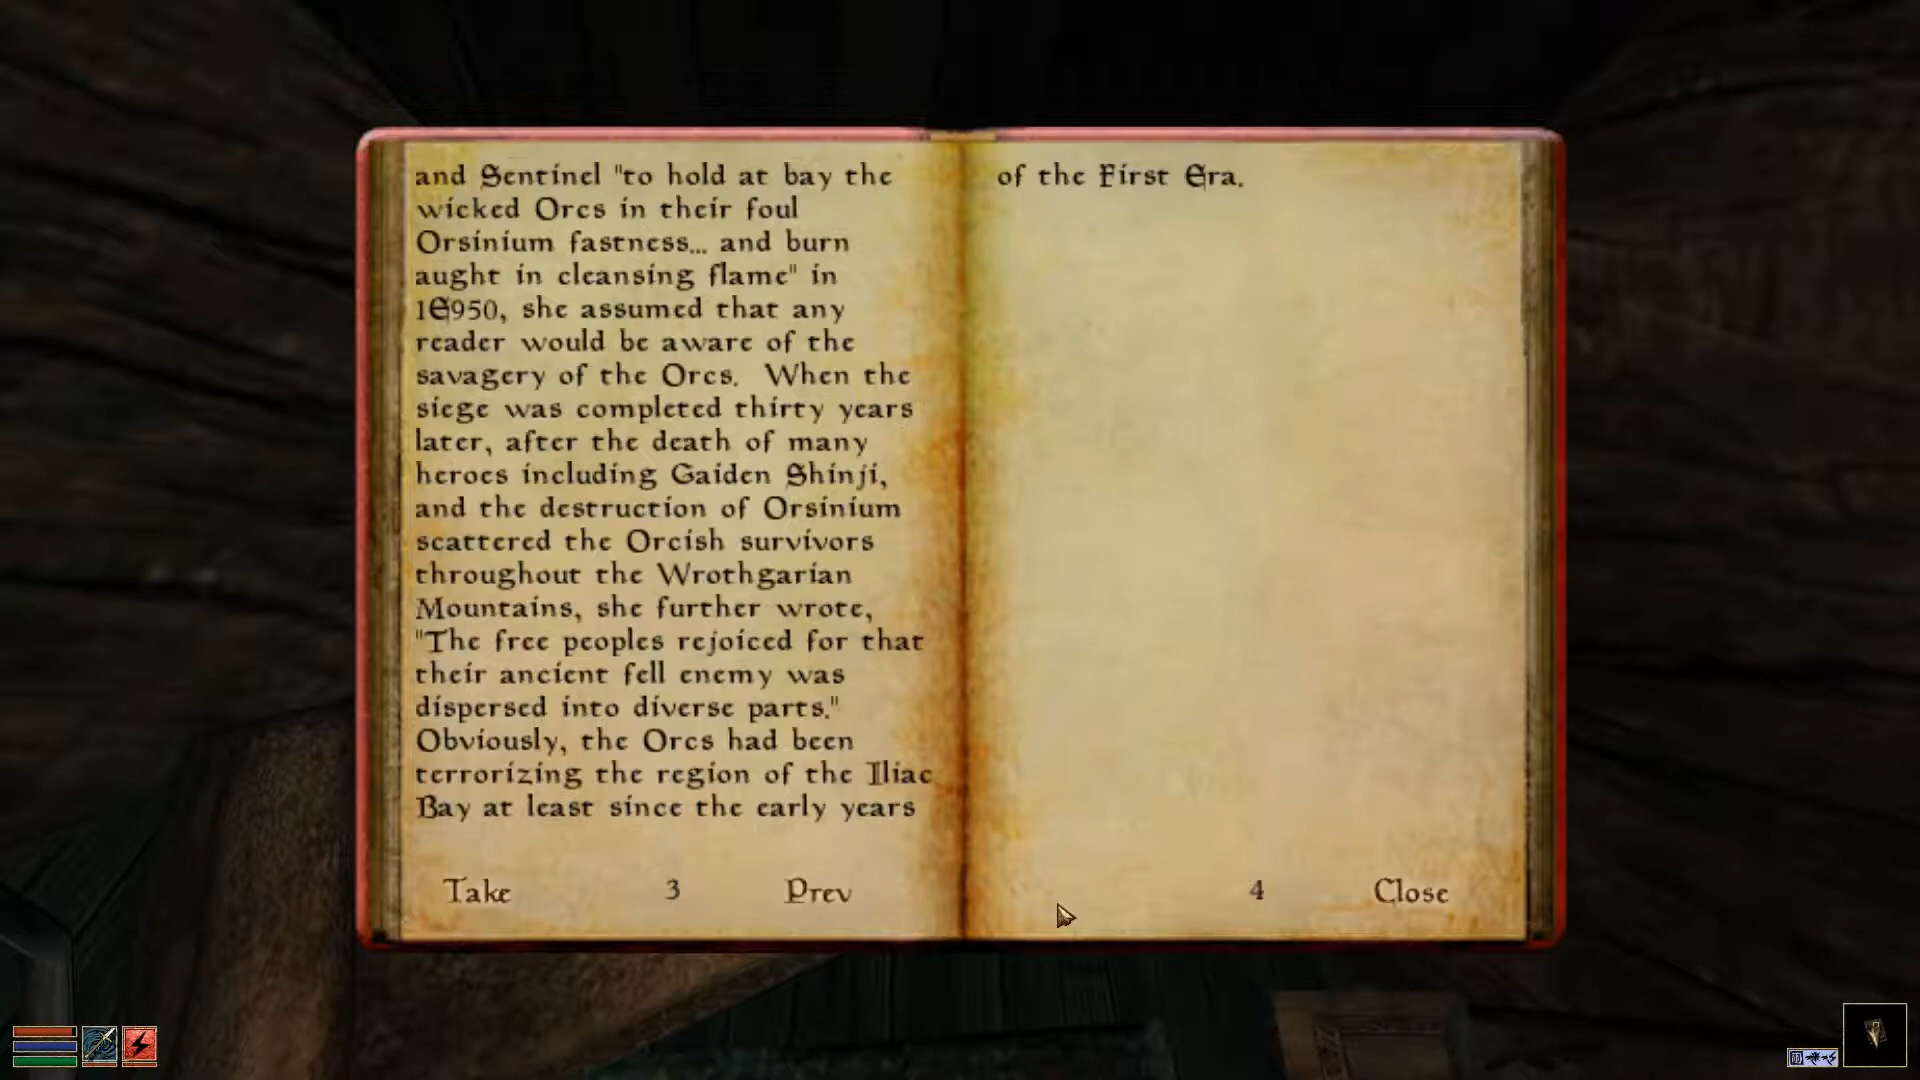 and Sentinel "to hold at bay the
wicked Orcs in their foul
Orsinium fastness... and burn
aught in cleansing flame" in
1E950, she assumed that any
reader would be aware of the
savagery of the Orcs.  When the
siege was completed thirty years
later, after the death of many
heroes including Gaiden Shinji,
and the destruction of Orsinium
scattered the Orcish survivors
throughout the Wrothgarian
Mountains, she further wrote,
"The free peoples rejoiced for that
their ancient fell enemy was
dispersed into diverse parts."
Obviously, the Orcs had been
terrorizing the region of the Iliac
Bay at least since the early years
of the First Era.
Take 3 Prev
4 Close